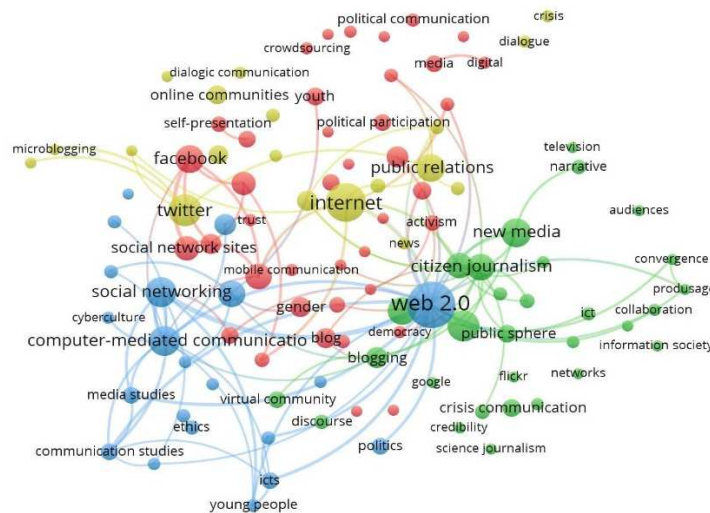 political communication
crisis
crowdsourcing
dialogue
media
digital
dialogic communication
online communities
youth
self-presentation
political participation
microblogging
television
facebook
public relations
narrative
internet
twitter
audiences
trust
activism
new media
social network sites
news
citizen journalism
convergence
mobile communication
social networking
produsage
gender
web 2.0
ict
collaboration
cyberculture
democracy
public sphere
computer-mediated communicatio
blog
information society
blogging
flickr
networks
media studies
google
virtual community
crisis communication
ethics
discourse
credibility
communication studies
politics
science journalism
icts
young people